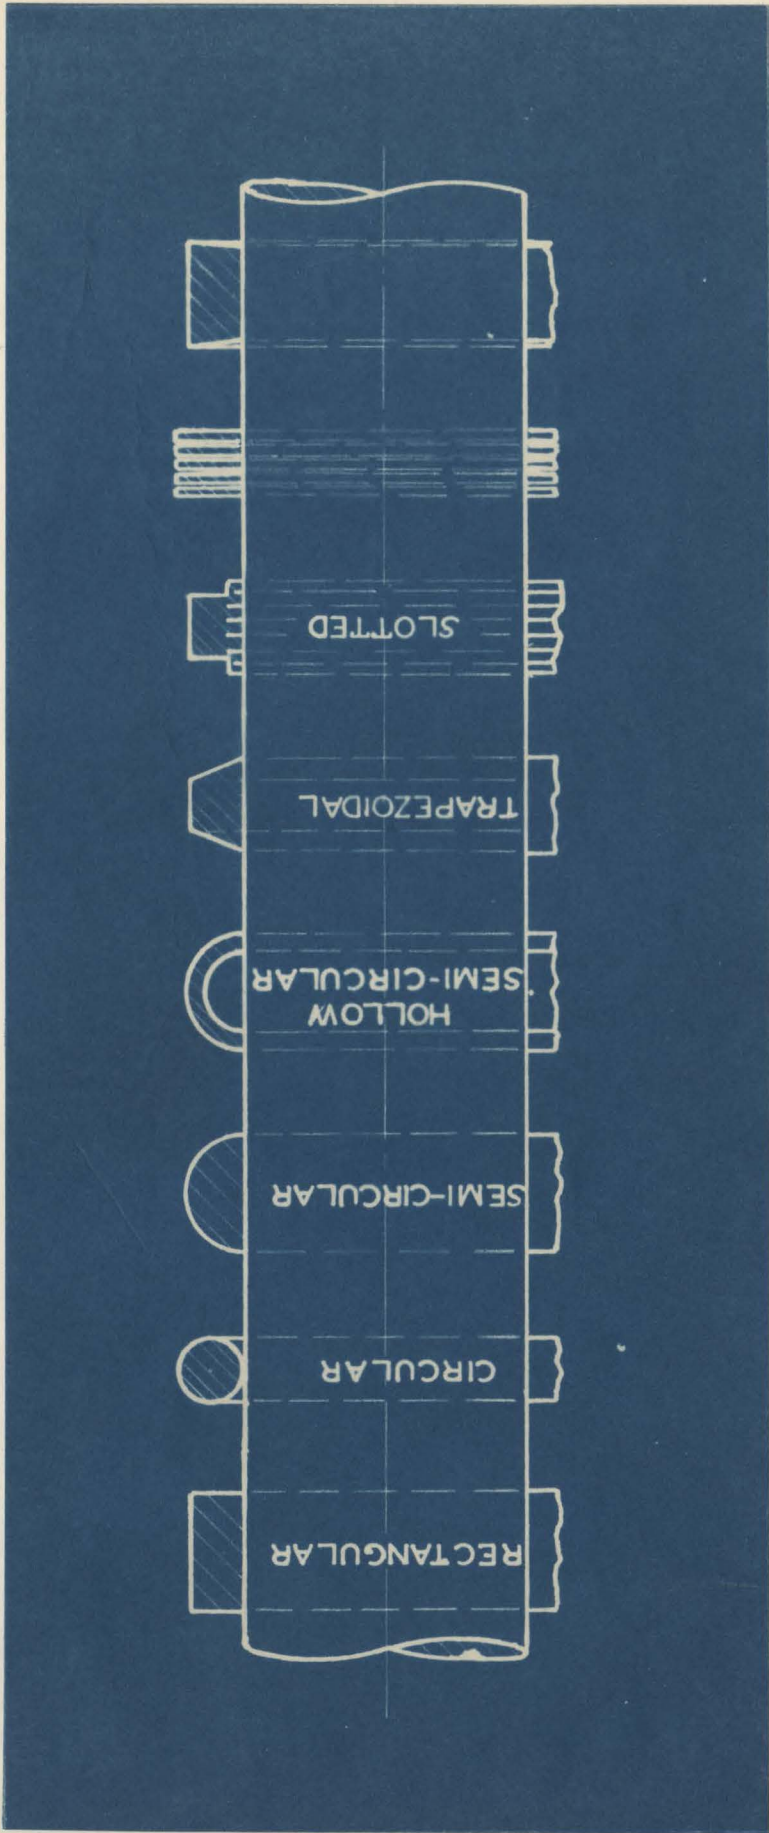 RECTANGULAR
CIRCULAR
SEMI-CIRCULAR
HOLLOW
SEMI-CIRCULAR
TRAPEZOIDAL
SLOTTED